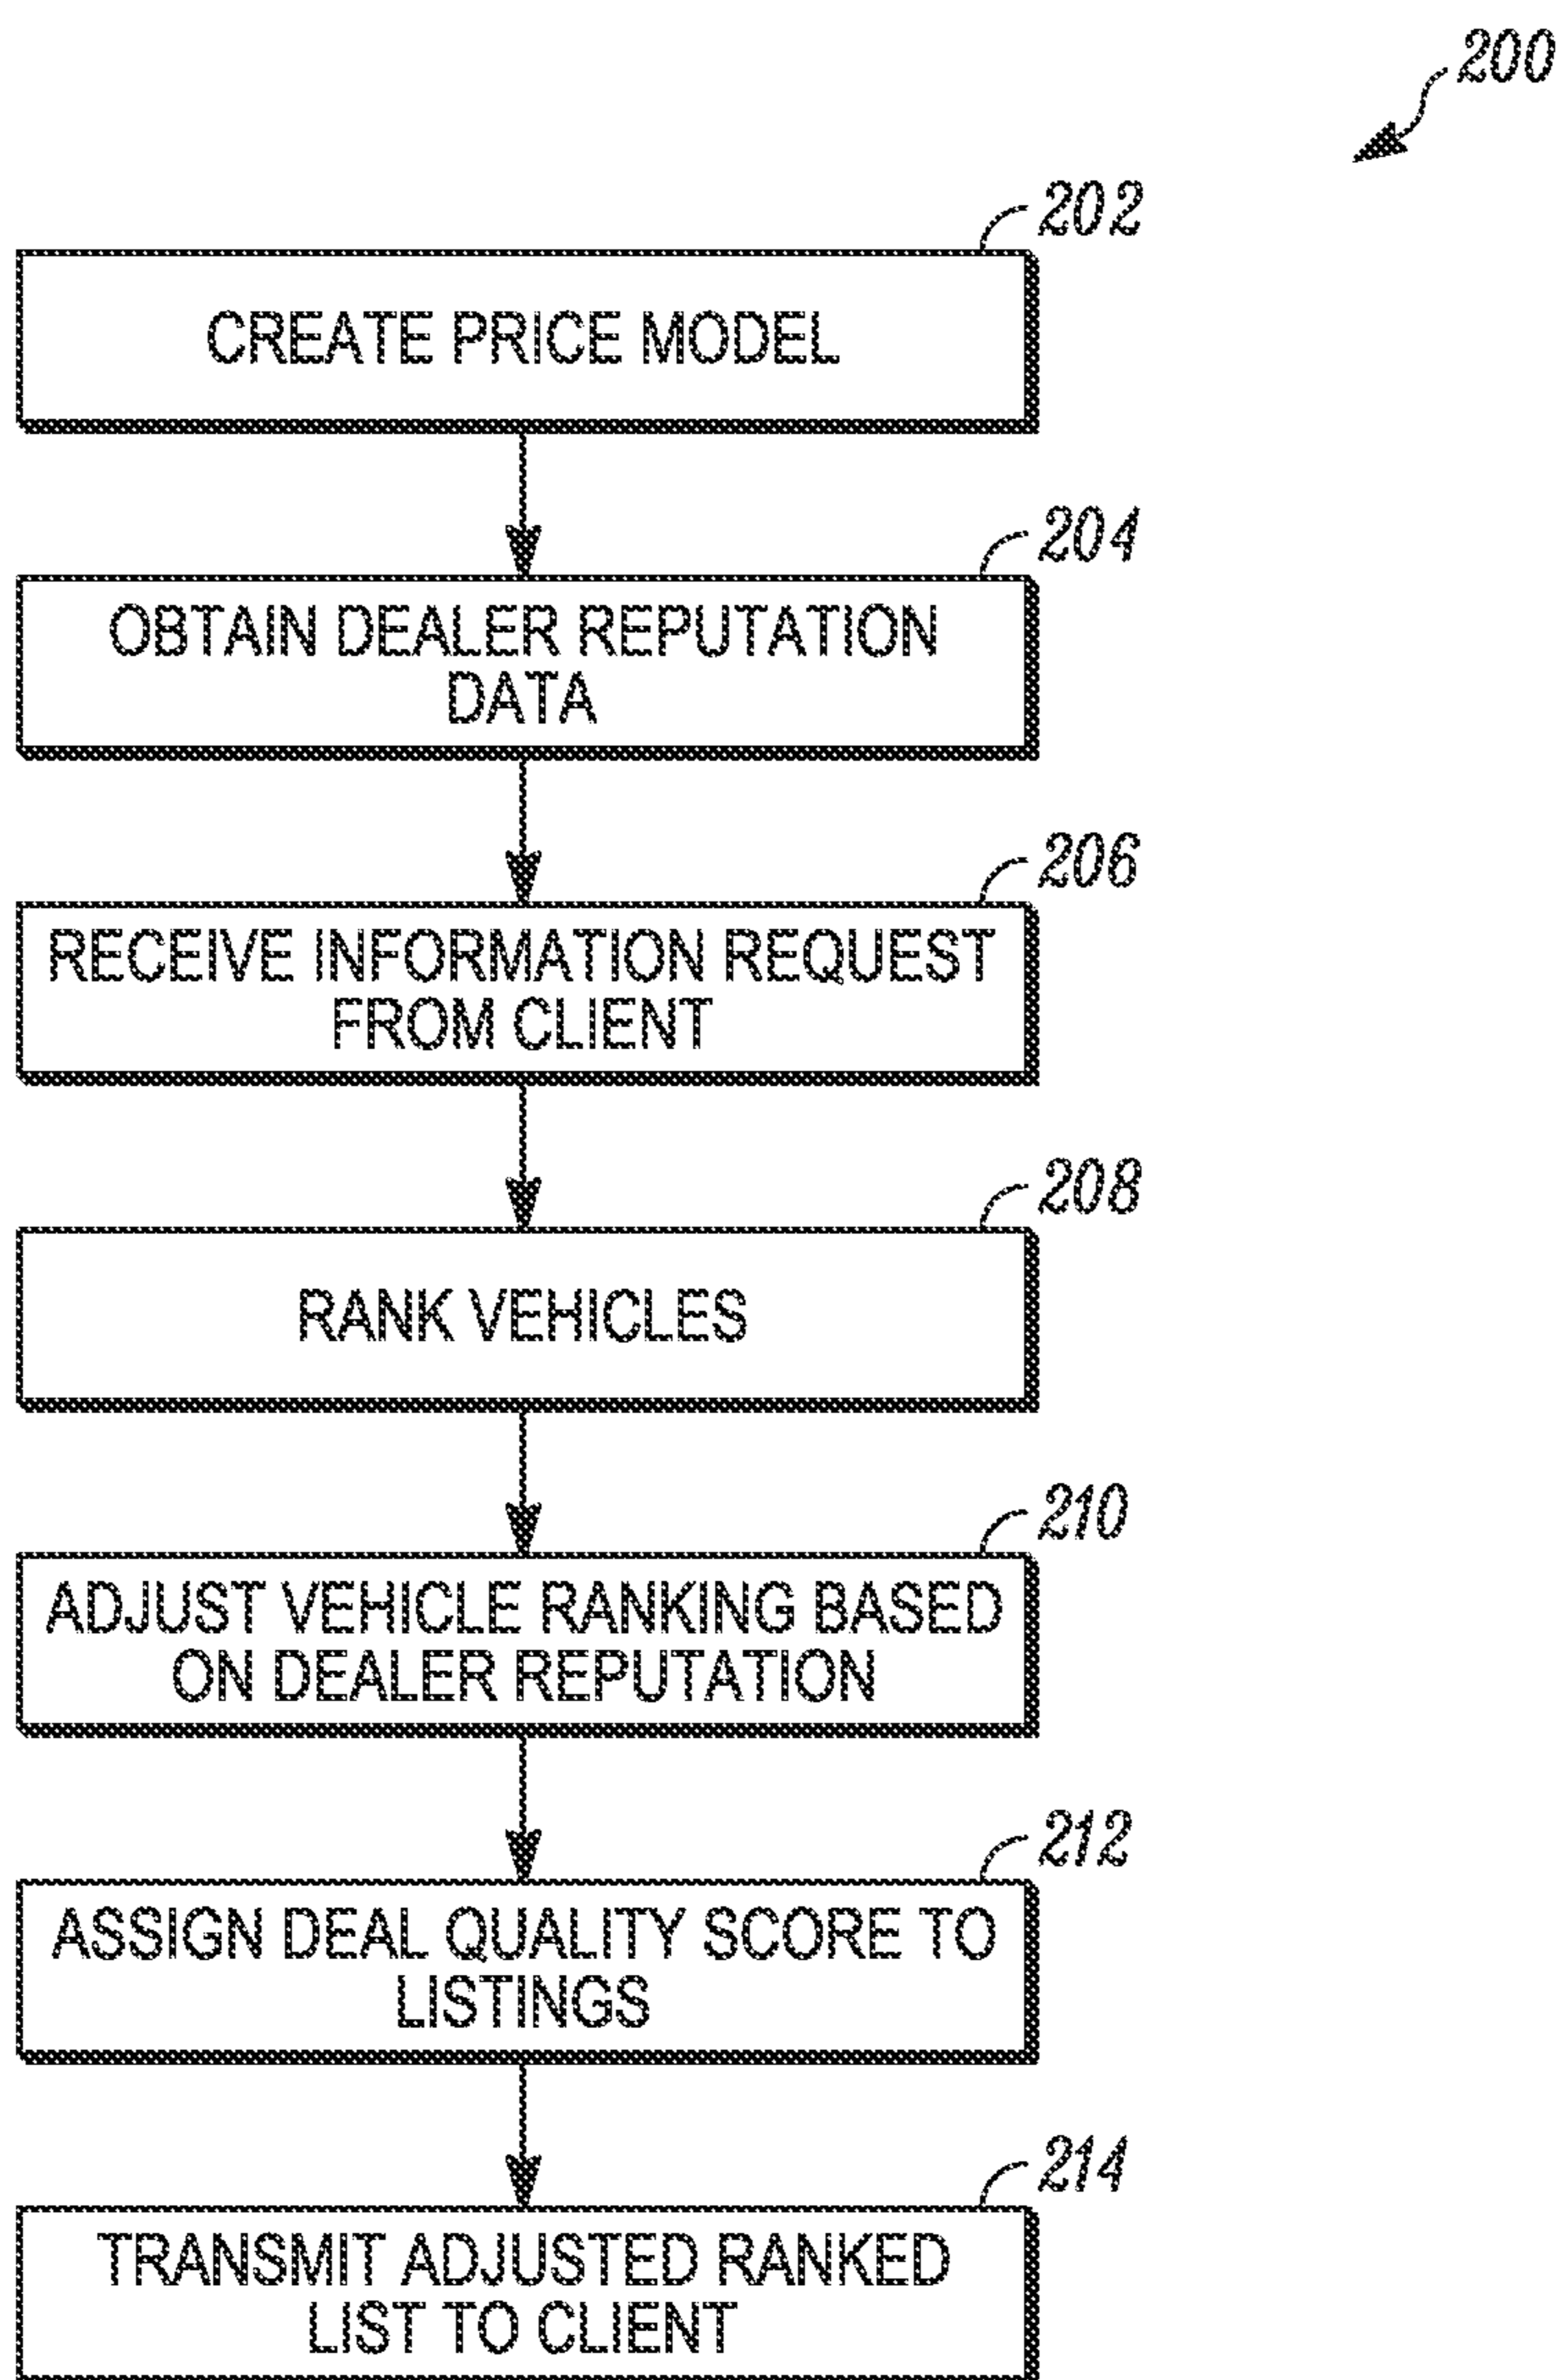 200
202
CREATE PRICE MODEL
204
OBTAIN DEALER REPUTATION
DATA
206
RECEIVE INFORMATION REQUEST
FROM CLIENT
208
RANK VEHICLES
210
ADJUST VEHICLE RANKING BASED
ON DEALER REPUTATION
212
ASSIGN DEAL QUALITY SCORE TO
LISTINGS
214
TRANSMIT ADJUSTED RANKED
LIST TO CLIENT